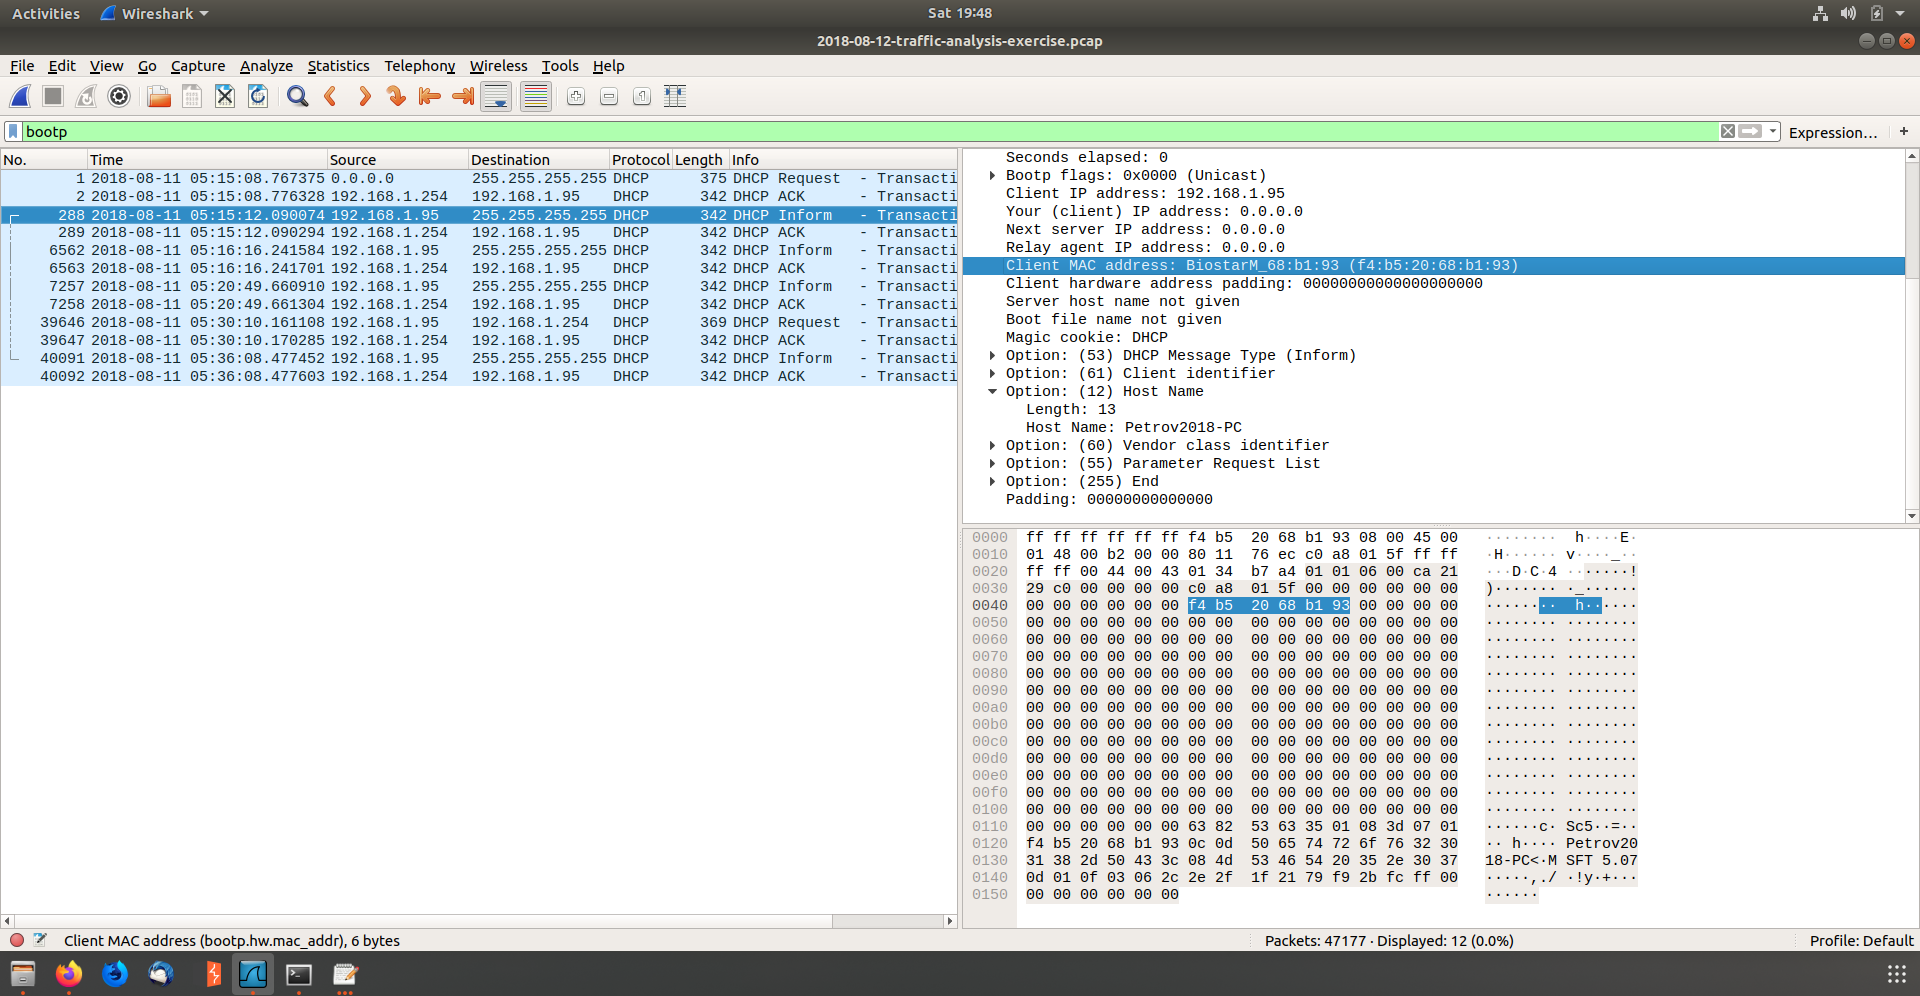 Activities Wireshark Sat 19:48
2018-08-12-traffic-analysis-exercise.pcap
File Edit View Go Capture Analyze Statistics Telephony Wireless Tools Help
bootp Expression… +
No. Time Source Destination Protocol Length Info
1 2018-08-11 05:15:08.767375 0.0.0.0 255.255.255.255 DHCP 375 DHCP Request - Transacti
2 2018-08-11 05:15:08.776328 192.168.1.254 192.168.1.95 DHCP 342 DHCP ACK - Transacti
288 2018-08-11 05:15:12.090074 192.168.1.95 255.255.255.255 DHCP 342 DHCP Inform - Transacti
289 2018-08-11 05:15:12.090294 192.168.1.254 192.168.1.95 DHCP 342 DHCP ACK - Transacti
6562 2018-08-11 05:16:16.241584 192.168.1.95 255.255.255.255 DHCP 342 DHCP Inform - Transacti
6563 2018-08-11 05:16:16.241701 192.168.1.254 192.168.1.95 DHCP 342 DHCP ACK - Transacti
7257 2018-08-11 05:20:49.660910 192.168.1.95 255.255.255.255 DHCP 342 DHCP Inform - Transacti
7258 2018-08-11 05:20:49.661304 192.168.1.254 192.168.1.95 DHCP 342 DHCP ACK - Transacti
39646 2018-08-11 05:30:10.161108 192.168.1.95 192.168.1.254 DHCP 369 DHCP Request - Transacti
39647 2018-08-11 05:30:10.170285 192.168.1.254 192.168.1.95 DHCP 342 DHCP ACK - Transacti
40091 2018-08-11 05:36:08.477452 192.168.1.95 255.255.255.255 DHCP 342 DHCP Inform - Transacti
40092 2018-08-11 05:36:08.477603 192.168.1.254 192.168.1.95 DHCP 342 DHCP ACK - Transacti
Seconds elapsed: 0
Bootp flags: 0x0000 (Unicast)
Client IP address: 192.168.1.95
Your (client) IP address: 0.0.0.0
Next server IP address: 0.0.0.0
Relay agent IP address: 0.0.0.0
Client MAC address: BiostarM_68:b1:93 (f4:b5:20:68:b1:93)
Client hardware address padding: 00000000000000000000
Server host name not given
Boot file name not given
Magic cookie: DHCP
Option: (53) DHCP Message Type (Inform)
Option: (61) Client identifier
Option: (12) Host Name
Length: 13
Host Name: Petrov2018-PC
Option: (60) Vendor class identifier
Option: (55) Parameter Request List
Option: (255) End
Padding: 00000000000000
0000 ff ff ff ff ff ff f4 b5 20 68 b1 93 08 00 45 00 ········ h····E·
0010 01 48 00 b2 00 00 80 11 76 ec c0 a8 01 5f ff ff ·H······ v····_··
0020 ff ff 00 44 00 43 01 34 b7 a4 01 01 06 00 ca 21 ···D·C·4 ·······!
0030 29 c0 00 00 00 00 c0 a8 01 5f 00 00 00 00 00 00 )······· ·_······
0040 00 00 00 00 00 00 f4 b5 20 68 b1 93 00 00 00 00 ········ h······
0050 00 00 00 00 00 00 00 00 00 00 00 00 00 00 00 00 ········ ········
0060 00 00 00 00 00 00 00 00 00 00 00 00 00 00 00 00 ········ ········
0070 00 00 00 00 00 00 00 00 00 00 00 00 00 00 00 00 ········ ········
0080 00 00 00 00 00 00 00 00 00 00 00 00 00 00 00 00 ········ ········
0090 00 00 00 00 00 00 00 00 00 00 00 00 00 00 00 00 ········ ········
00a0 00 00 00 00 00 00 00 00 00 00 00 00 00 00 00 00 ········ ········
00b0 00 00 00 00 00 00 00 00 00 00 00 00 00 00 00 00 ········ ········
00c0 00 00 00 00 00 00 00 00 00 00 00 00 00 00 00 00 ········ ········
00d0 00 00 00 00 00 00 00 00 00 00 00 00 00 00 00 00 ········ ········
00e0 00 00 00 00 00 00 00 00 00 00 00 00 00 00 00 00 ········ ········
00f0 00 00 00 00 00 00 00 00 00 00 00 00 00 00 00 00 ········ ········
0100 00 00 00 00 00 00 00 00 00 00 00 00 00 00 00 00 ········ ········
0110 00 00 00 00 00 00 63 82 53 63 35 01 08 3d 07 01 ······c· Sc5··=··
0120 f4 b5 20 68 b1 93 0c 0d 50 65 74 72 6f 76 32 30 ·· h···· Petrov20
0130 31 38 2d 50 43 3c 08 4d 53 46 54 20 35 2e 30 37 18-PC<·M SFT 5.07
0140 0d 01 0f 03 06 2c 2e 2f 1f 21 79 f9 2b fc ff 00 ·····,./ ·!y·+···
0150 00 00 00 00 00 00 ······
Client MAC address (bootp.hw.mac_addr), 6 bytes Packets: 47177 · Displayed: 12 (0.0%) Profile: Default